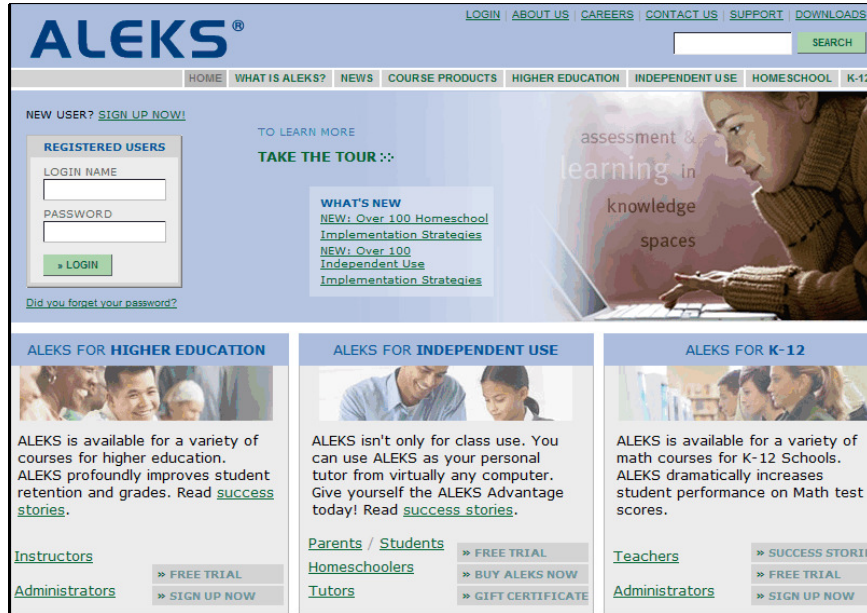 ALEKS®
LOGIN | ABOUT US | CAREERS | CONTACT US | SUPPORT | DOWNLOADS
SEARCH
HOME WHAT IS ALEKS? NEWS COURSE PRODUCTS HIGHER EDUCATION INDEPENDENT USE HOMESCHOOL K-12
NEW USER? SIGN UP NOW!
REGISTERED USERS
LOGIN NAME
PASSWORD
» LOGIN
Did you forget your password?
TO LEARN MORE
TAKE THE TOUR
WHAT'S NEW
NEW: Over 100 Homeschool
Implementation Strategies
NEW: Over 100
Independent Use
Implementation Strategies
assessment &
learning in
knowledge
spaces
ALEKS FOR HIGHER EDUCATION
ALEKS is available for a variety of
courses for higher education.
ALEKS profoundly improves student
retention and grades. Read success
stories.
Instructors
Administrators
» FREE TRIAL
» SIGN UP NOW
ALEKS FOR INDEPENDENT USE
ALEKS isn't only for class use. You
can use ALEKS as your personal
tutor from virtually any computer.
Give yourself the ALEKS Advantage
today! Read success stories.
Parents / Students
Homeschoolers
Tutors
» FREE TRIAL
» BUY ALEKS NOW
» GIFT CERTIFICATE
ALEKS FOR K-12
ALEKS is available for a variety of
math courses for K-12 Schools.
ALEKS dramatically increases
student performance on Math test
scores.
Teachers
Administrators
» SUCCESS STORI
» FREE TRIAL
» SIGN UP NOW